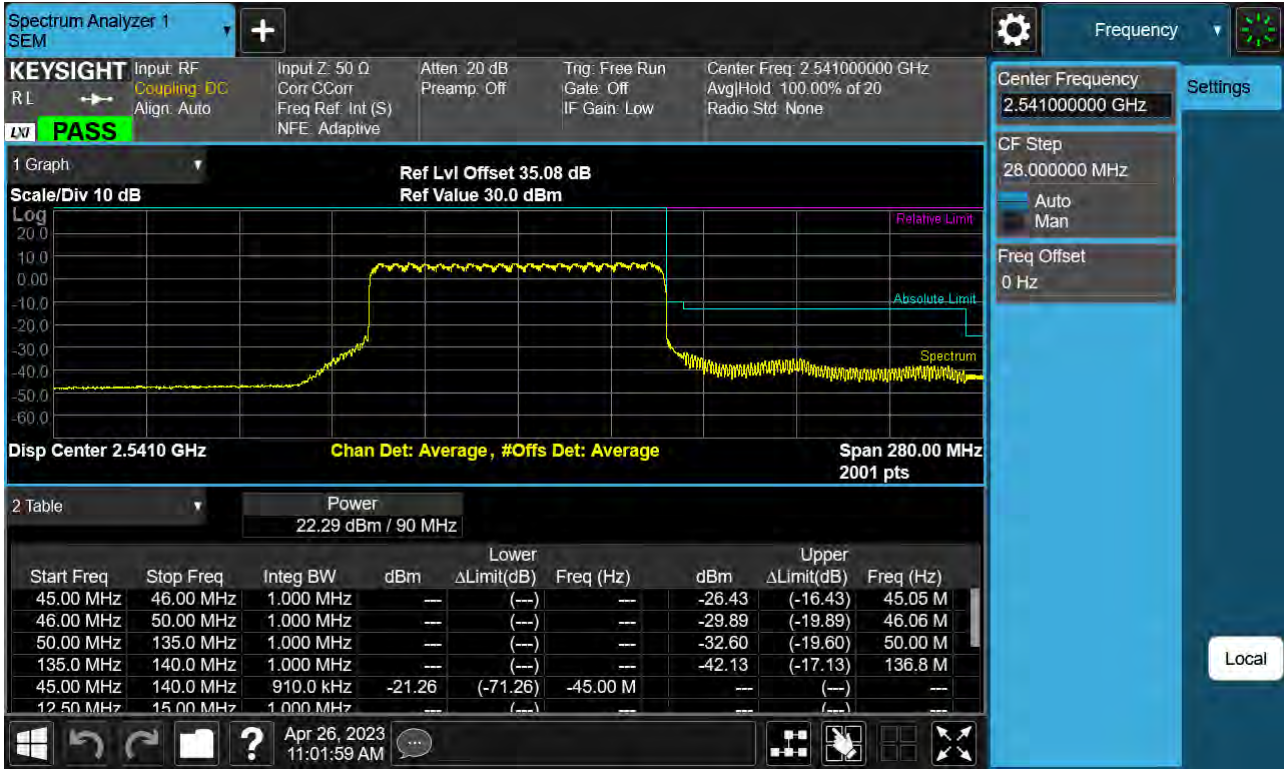 Spectrum Analyzer 1
SEM
Frequency
KEYSIGHT
R L
LXI
PASS
Input: RF
Coupling: DC
Align: Auto
Input Z: 50 Ω
Corr CCorr
Freq Ref: Int (S)
NFE: Adaptive
Atten: 20 dB
Preamp: Off
Trig: Free Run
Gate: Off
IF Gain: Low
Center Freq: 2.541000000 GHz
Avg|Hold: 100.00% of 20
Radio Std: None
Center Frequency
2.541000000 GHz
Settings
CF Step
28.000000 MHz
Auto
Man
Freq Offset
0 Hz
1 Graph
Scale/Div 10 dB
Ref Lvl Offset 35.08 dB
Ref Value 30.0 dBm
Log
20.0
10.0
0.00
-10.0
-20.0
-30.0
-40.0
-50.0
-60.0
Relative Limit
Absolute Limit
Spectrum
Disp Center 2.5410 GHz
Chan Det: Average , #Offs Det: Average
Span 280.00 MHz
2001 pts
2 Table
Power
22.29 dBm / 90 MHz
Lower Upper
Start Freq Stop Freq Integ BW dBm ΔLimit(dB) Freq (Hz) dBm ΔLimit(dB) Freq (Hz)
45.00 MHz 46.00 MHz 1.000 MHz --- (---) --- -26.43 (-16.43) 45.05 M
46.00 MHz 50.00 MHz 1.000 MHz --- (---) --- -29.89 (-19.89) 46.06 M
50.00 MHz 135.0 MHz 1.000 MHz --- (---) --- -32.60 (-19.60) 50.00 M
135.0 MHz 140.0 MHz 1.000 MHz --- (---) --- -42.13 (-17.13) 136.8 M
45.00 MHz 140.0 MHz 910.0 kHz -21.26 (-71.26) -45.00 M --- (---) ---
12.50 MHz 15.00 MHz 1.000 MHz --- (---) --- --- (---) ---
Local
?
Apr 26, 2023
11:01:59 AM